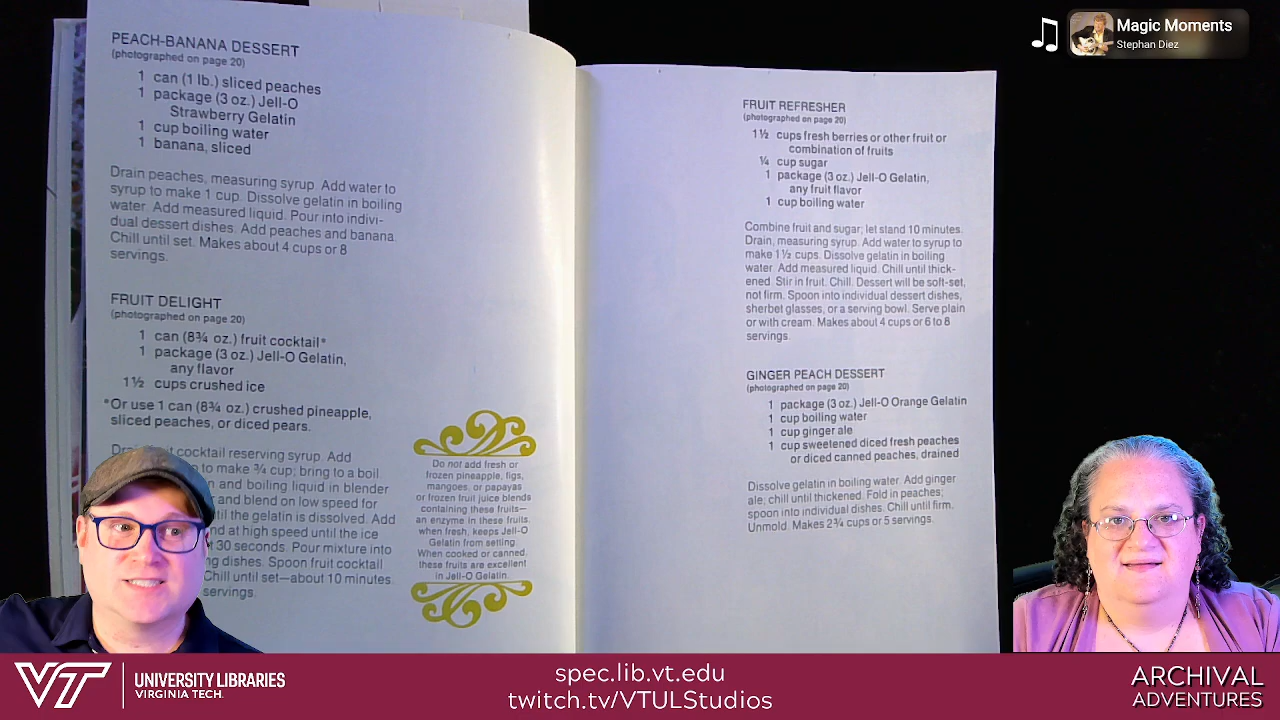 PEACH-BANANA DESSERT
(photographed on page 20)
1 can (1 lb.) sliced peaches
1 package (3 oz.) Jell-O
Strawberry Gelatin
1 cup boiling water
1 banana, sliced
Drain peaches, measuring syrup. Add water to
syrup to make 1 cup. Dissolve gelatin in boiling
water. Add measured liquid. Pour into indivi-
dual dessert dishes. Add peaches and banana.
Chill until set. Makes about 4 cups or 8
servings.
FRUIT DELIGHT
(photographed on page 20)
1 can (8¾ oz.) fruit cocktail*
1 package (3 oz.) Jell-O Gelatin,
any flavor
1½ cups crushed ice
*Or use 1 can (8¾ oz.) crushed pineapple,
sliced peaches, or diced pears.
cocktail reserving syrup. Add
to make ¾ cup; bring to a boil.
and boiling liquid in blender
and blend on low speed for
the gelatin is dissolved. Add
at high speed until the ice
30 seconds. Pour mixture into
dishes. Spoon fruit cocktail
Chill until set—about 10 minutes.
servings.
Do not add fresh or
frozen pineapple, figs,
mangoes, or papayas
or frozen fruit juice blends
containing these fruits—
an enzyme in these fruits,
when fresh, keeps Jell-O
Gelatin from setting.
When cooked or canned,
these fruits are excellent
in Jell-O Gelatin.
FRUIT REFRESHER
(photographed on page 20)
1½ cups fresh berries or other fruit or
combination of fruits
¼ cup sugar
1 package (3 oz.) Jell-O Gelatin,
any fruit flavor
1 cup boiling water
Combine fruit and sugar; let stand 10 minutes.
Drain, measuring syrup. Add water to syrup to
make 1½ cups. Dissolve gelatin in boiling
water. Add measured liquid. Chill until thick-
ened. Stir in fruit. Chill. Dessert will be soft-set,
not firm. Spoon into individual dessert dishes,
sherbet glasses, or a serving bowl. Serve plain
or with cream. Makes about 4 cups or 6 to 8
servings.
GINGER PEACH DESSERT
(photographed on page 20)
1 package (3 oz.) Jell-O Orange Gelatin
1 cup boiling water
1 cup ginger ale
1 cup sweetened diced fresh peaches
or diced canned peaches, drained
Dissolve gelatin in boiling water. Add ginger
ale; chill until thickened. Fold in peaches;
spoon into individual dishes. Chill until firm.
Unmold. Makes 2¾ cups or 5 servings.
Magic Moments
Stephan Diez
VT UNIVERSITY LIBRARIES
VIRGINIA TECH.
spec.lib.vt.edu
twitch.tv/VTULStudios
ARCHIVAL
ADVENTURES